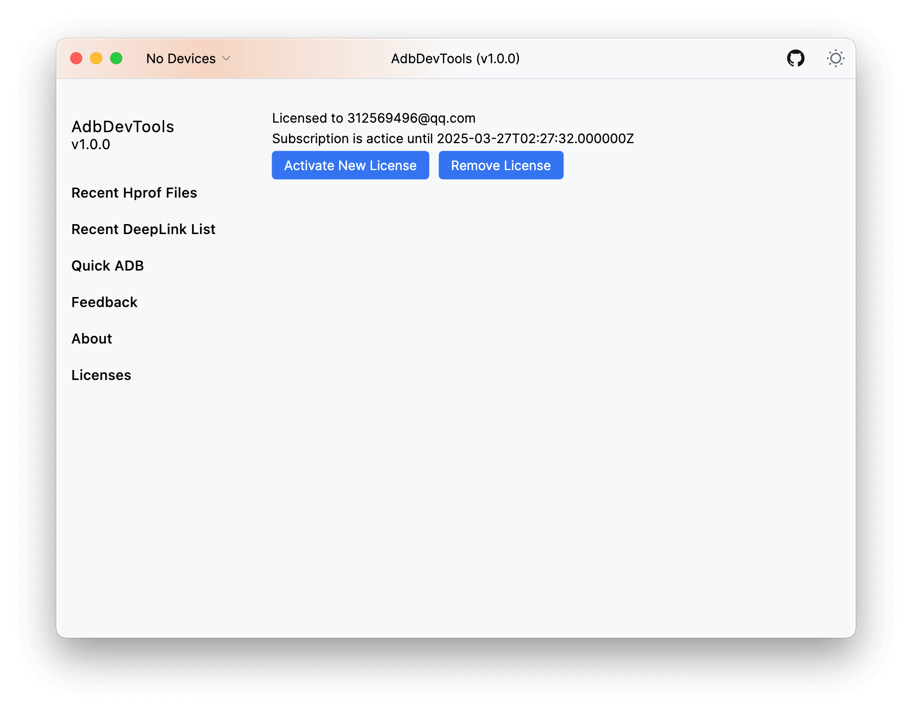 No Devices
AdbDevTools (v1.0.0)
AdbDevTools
v1.0.0
Recent Hprof Files
Recent DeepLink List
Quick ADB
Feedback
About
Licenses
Licensed to 312569496@qq.com
Subscription is actice until 2025-03-27T02:27:32.000000Z
Activate New License
Remove License